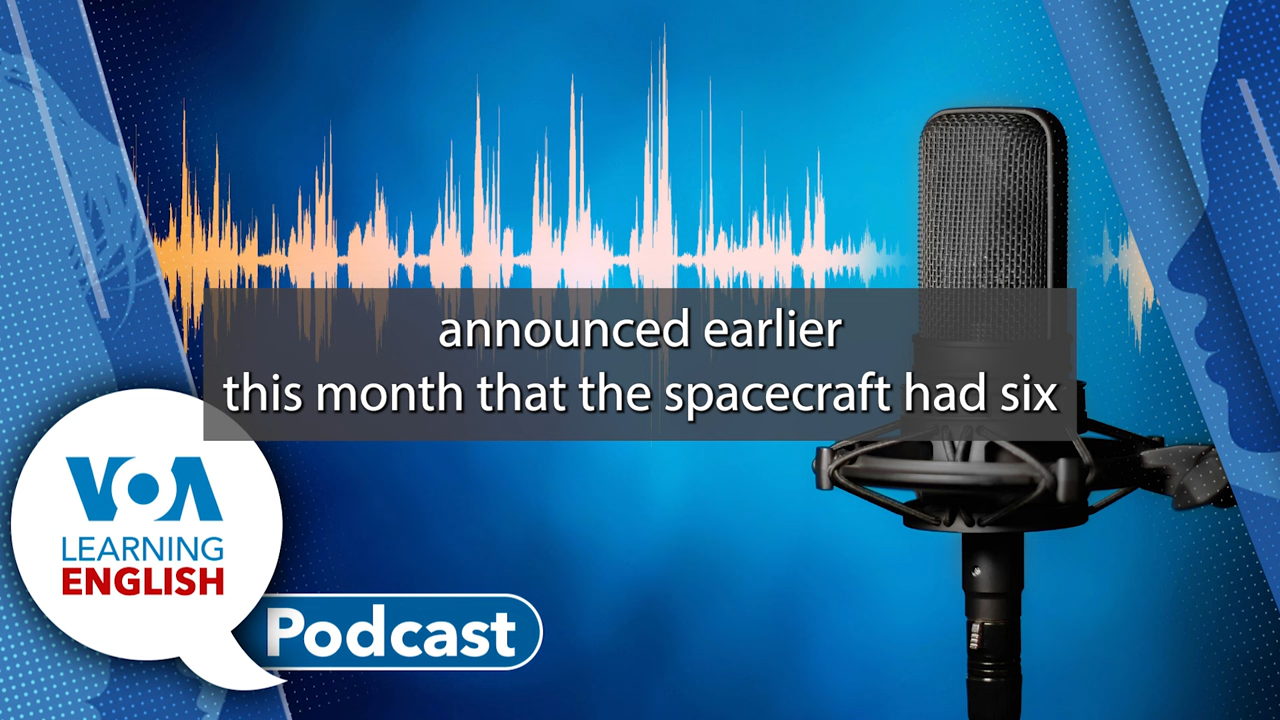 announced earlier
this month that the spacecraft had six
VOA
LEARNING
ENGLISH
Podcast